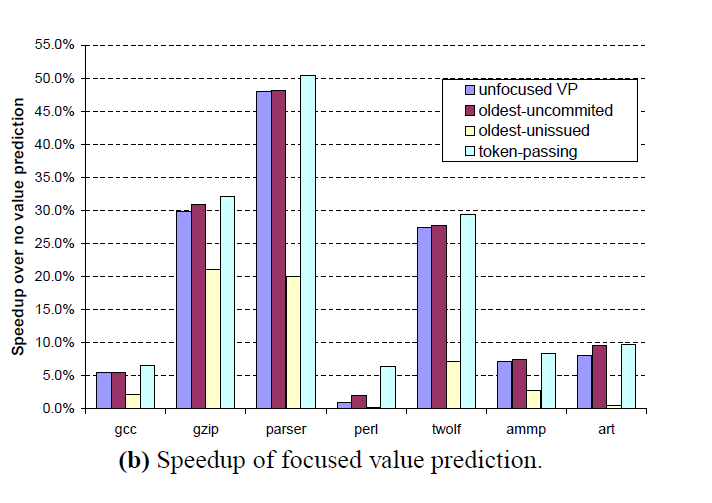 55.0%
50.0%
45.0%
40.0%
35.0%
30.0%
25.0%
20.0%
15.0%
10.0%
5.0%
0.0%
Speedup over no value prediction
unfocused VP
oldest-uncommited
oldest-unissued
token-passing
gcc gzip parser perl twolf ammp art
(b) Speedup of focused value prediction.